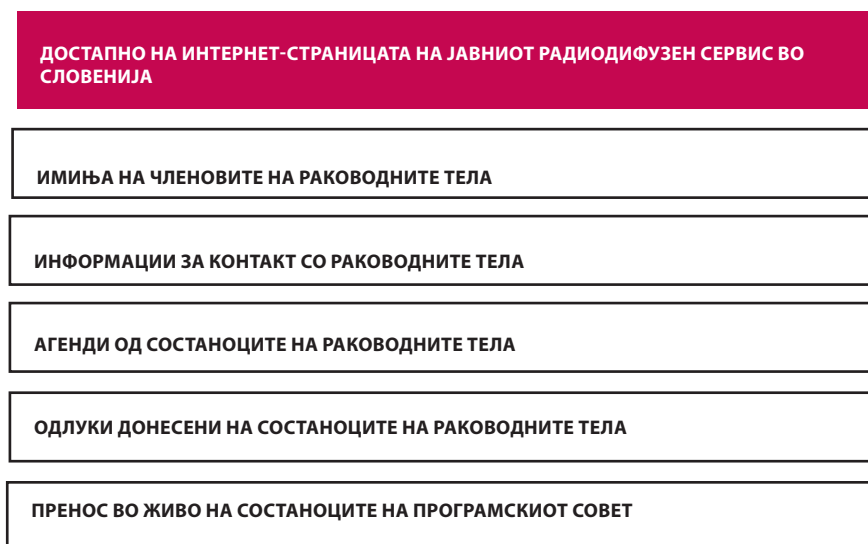 ДОСТАПНО НА ИНТЕРНЕТ-СТРАНИЦАТА НА ЈАВНИОТ РАДИОДИФУЗЕН СЕРВИС ВО
СЛОВЕНИЈА
ИМИЊА НА ЧЛЕНОВИТЕ НА РАКОВОДНИТЕ ТЕЛА
ИНФОРМАЦИИ ЗА КОНТАКТ СО РАКОВОДНИТЕ ТЕЛА
АГЕНДИ ОД СОСТАНОЦИТЕ НА РАКОВОДНИТЕ ТЕЛА
ОДЛУКИ ДОНЕСЕНИ НА СОСТАНОЦИТЕ НА РАКОВОДНИТЕ ТЕЛА
ПРЕНОС ВО ЖИВО НА СОСТАНОЦИТЕ НА ПРОГРАМСКИОТ СОВЕТ